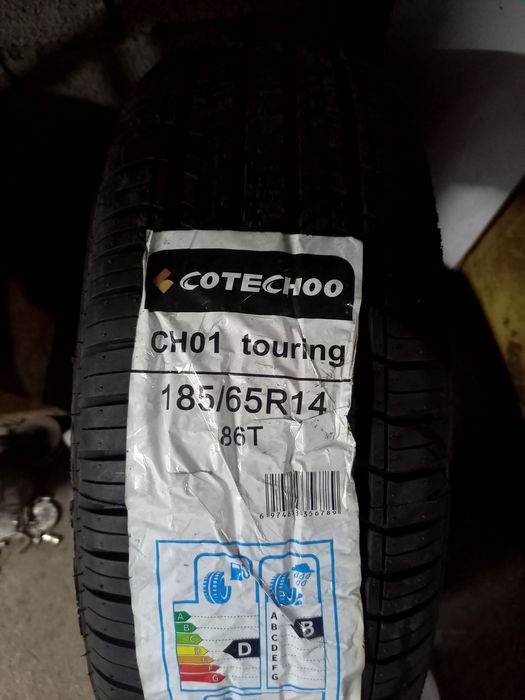 COTECHOO
CH01 touring
185/65R14
86T
A
B
C
D
A
B
C
D
E
F
G
B